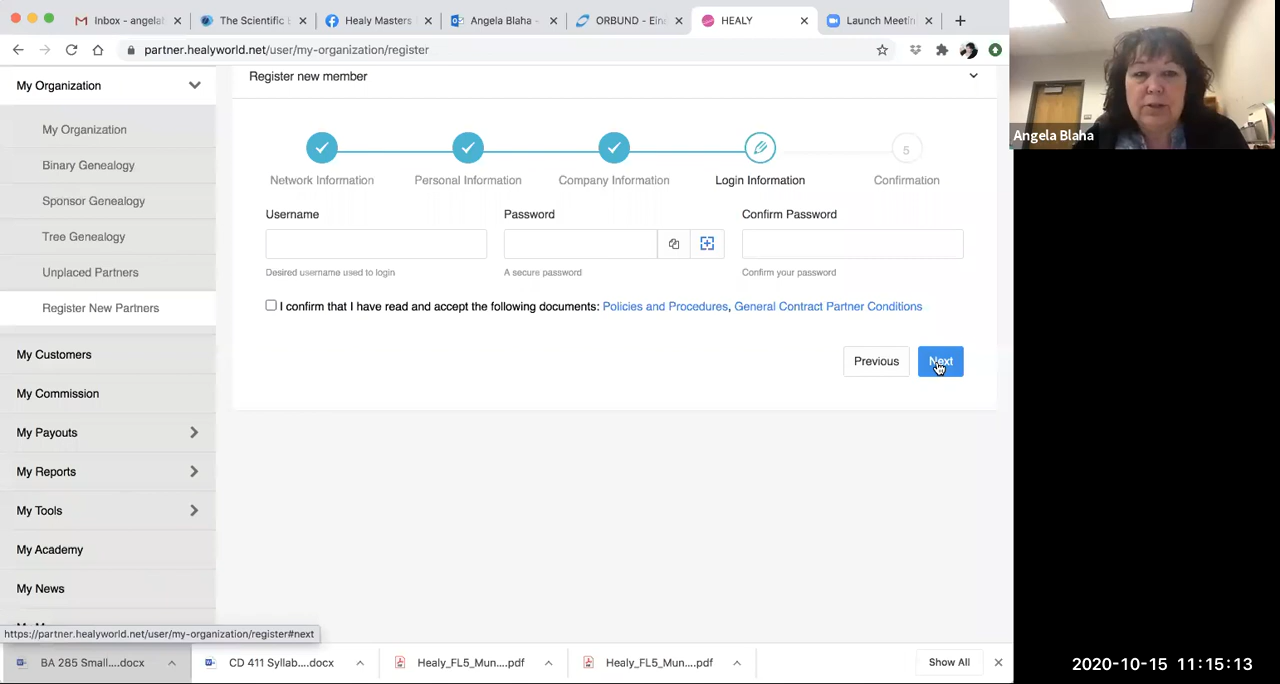 Inbox - angela
The Scientific
Healy Masters
Angela Blaha -
ORBUND - Ein
HEALY
Launch Meetin
partner.healyworld.net/user/my-organization/register
My Organization
My Organization
Binary Genealogy
Sponsor Genealogy
Tree Genealogy
Unplaced Partners
Register New Partners
My Customers
My Commission
My Payouts
My Reports
My Tools
My Academy
My News
Register new member
5
Network Information
Personal Information
Company Information
Login Information
Confirmation
Username
Password
Confirm Password
Desired username used to login
A secure password
Confirm your password
I confirm that I have read and accept the following documents: Policies and Procedures, General Contract Partner Conditions
Previous
Next
https://partner.healyworld.net/user/my-organization/register#next
BA 285 Small....docx
CD 411 Syllab....docx
Healy_FL5_Mun....pdf
Healy_FL5_Mun....pdf
Show All
Angela Blaha
2020-10-15 11:15:13